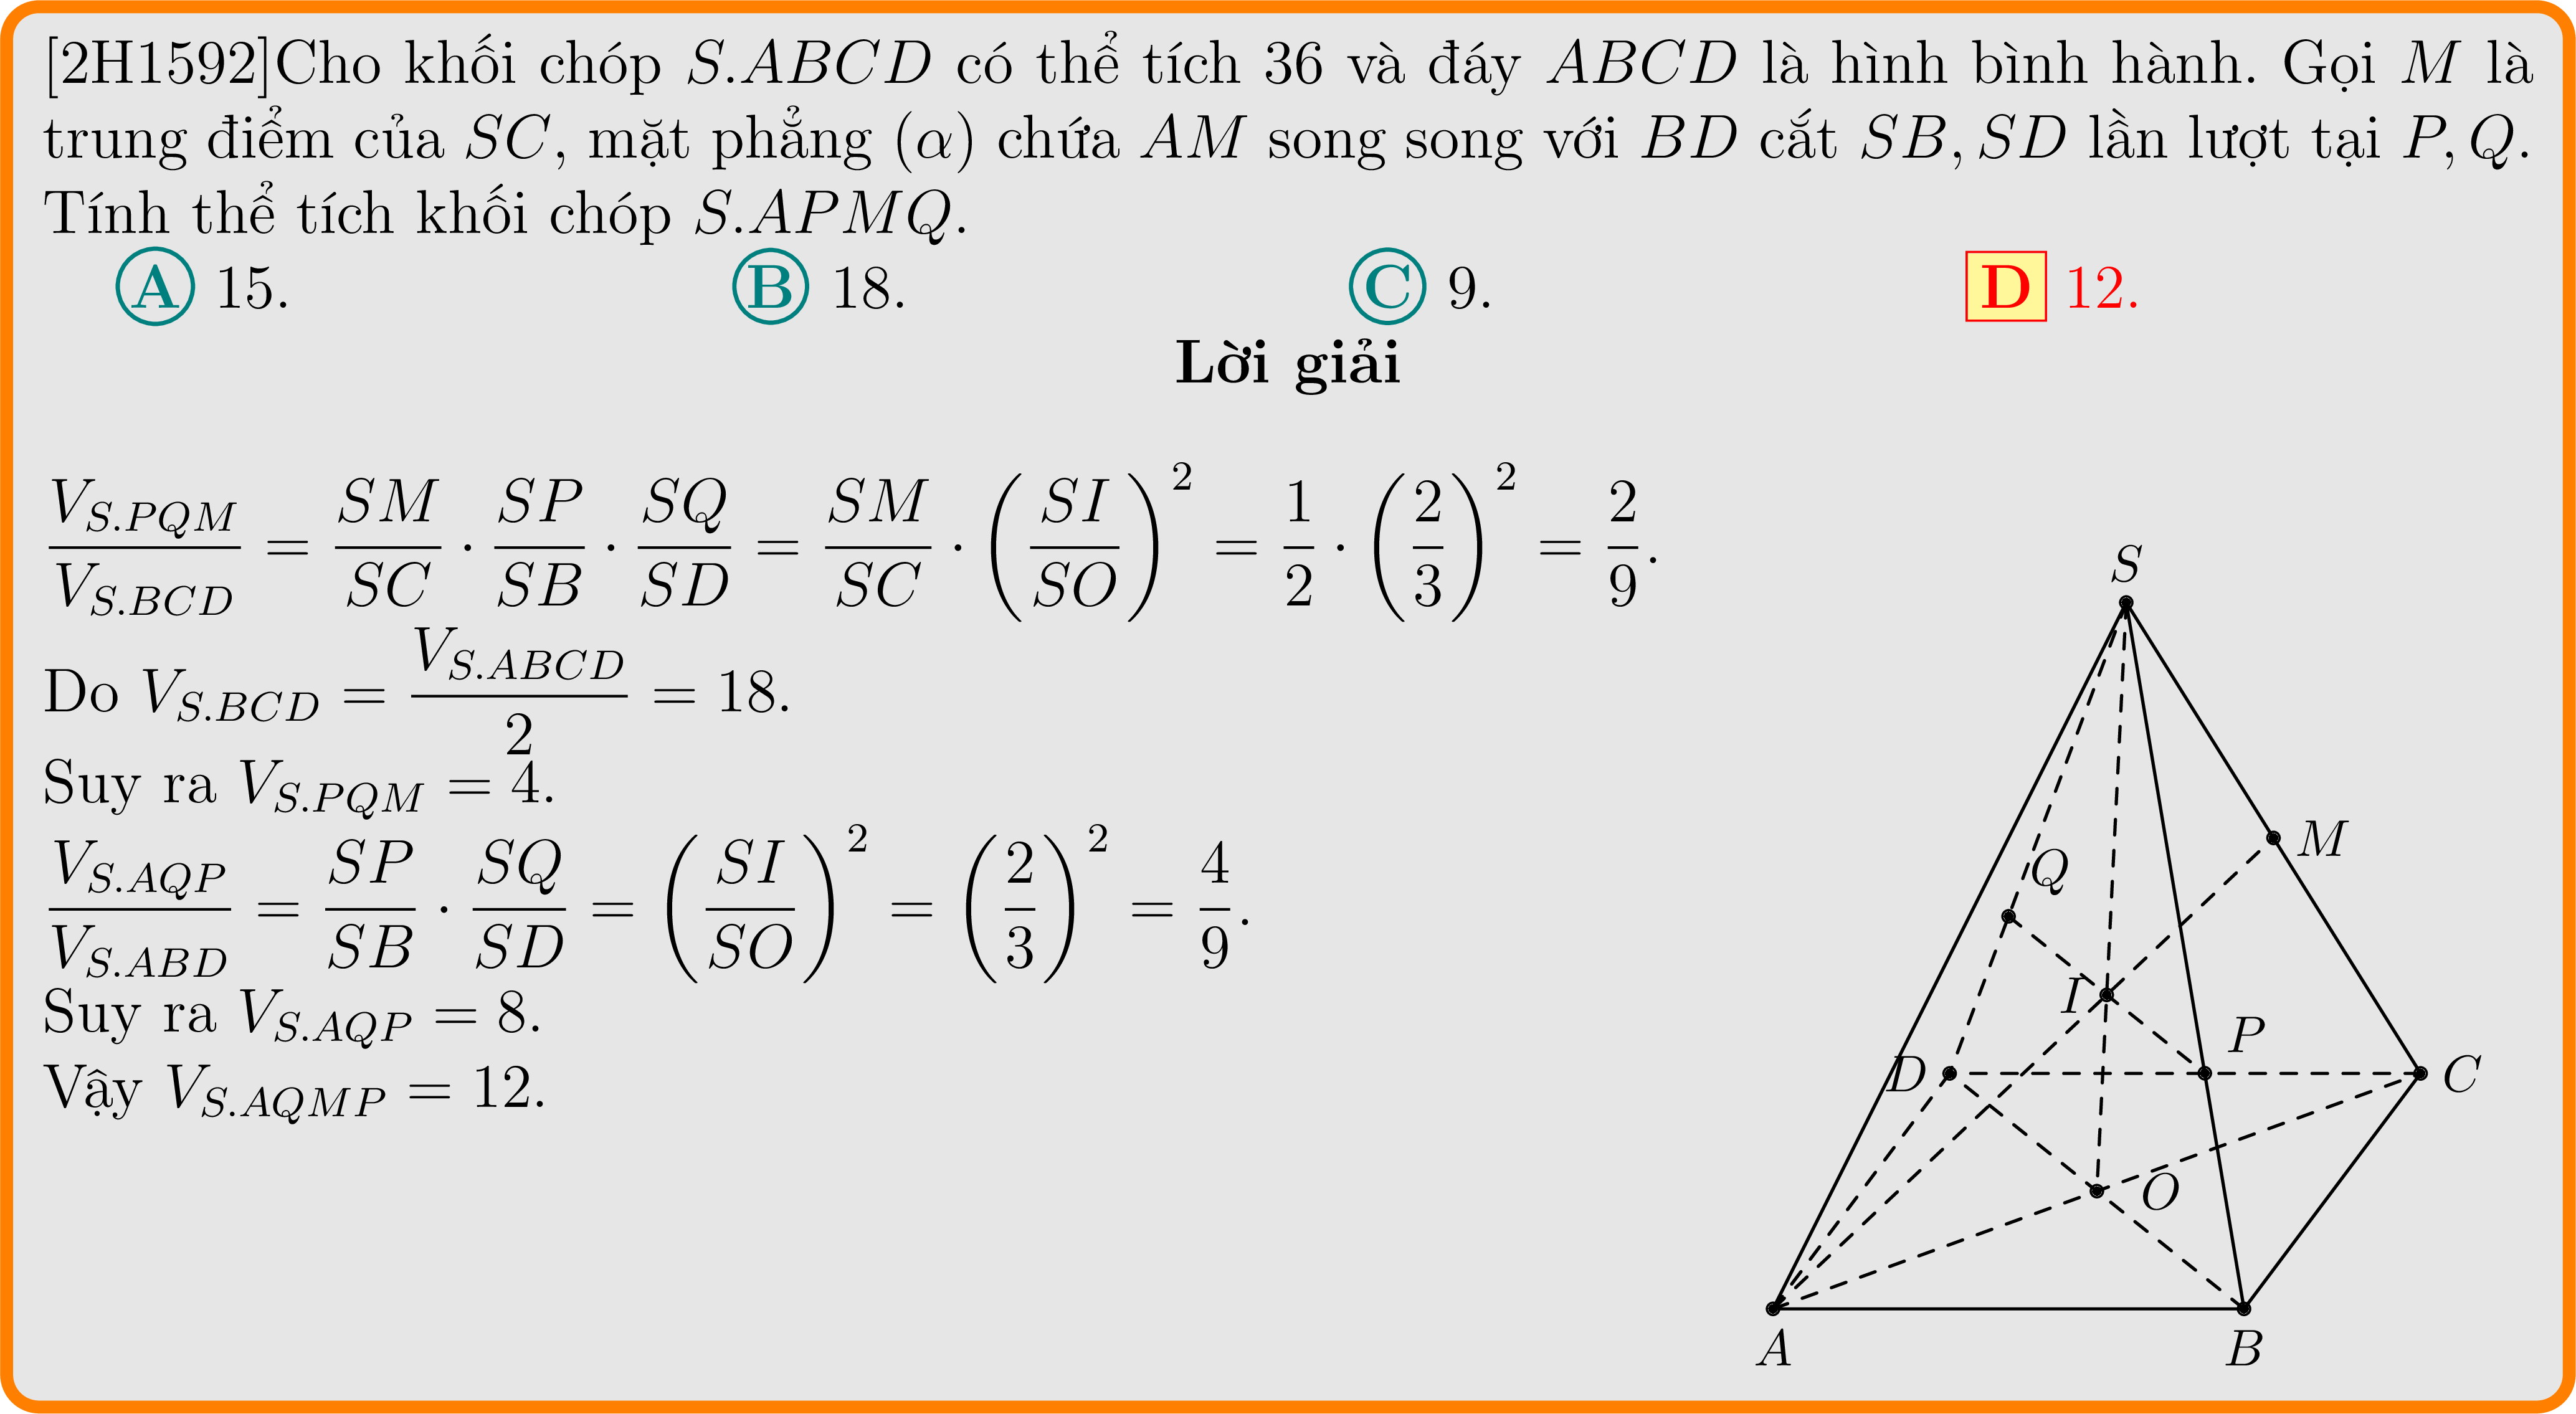 [2H1592]Cho khối chóp S.ABCD có thể tích 36 và đáy ABCD là hình bình hành. Gọi M là
trung điểm của SC, mặt phẳng (α) chứa AM song song với BD cắt SB, SD lần lượt tại P, Q.
Tính thể tích khối chóp S.APMQ.
A 15. B 18. C 9. D 12.
Lời giải
\frac{V_{S.PQM}}{V_{S.BCD}} = \frac{SM}{SC} · \frac{SP}{SB} · \frac{SQ}{SD} = \frac{SM}{SC} · \left(\frac{SI}{SO}\right)^2 = \frac{1}{2} · \left(\frac{2}{3}\right)^2 = \frac{2}{9}.
Do V_{S.BCD} = \frac{V_{S.ABCD}}{2} = 18.
Suy ra V_{S.PQM} = 4.
\frac{V_{S.AQP}}{V_{S.ABD}} = \frac{SP}{SB} · \frac{SQ}{SD} = \left(\frac{SI}{SO}\right)^2 = \left(\frac{2}{3}\right)^2 = \frac{4}{9}.
Suy ra V_{S.AQP} = 8.
Vậy V_{S.AQMP} = 12.
S
M
Q
I
P
D
C
O
A
B